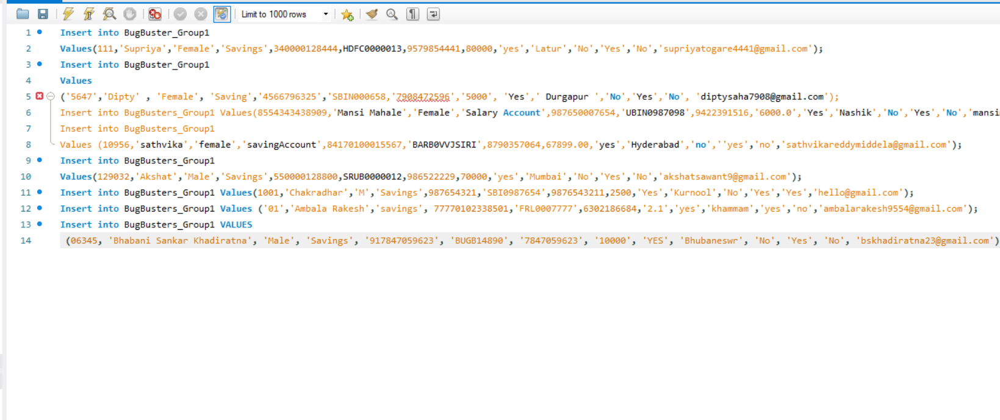 Limit to 1000 rows
1 Insert into BugBuster_Group1
2 Values(111,'Supriya','Female','Savings',340000128444,HDFC0000013,9579854441,80000,'yes','Latur','No','Yes','No','supriyatogare4441@gmail.com');
3 Insert into BugBuster_Group1
4 Values
5 ('5647','Dipty' , 'Female', 'Saving','4566796325','SBIN000658,'7908472596','5000', 'Yes',' Durgapur ','No','Yes','No', 'diptysaha7908@gmail.com');
6 Insert into BugBusters_Group1 Values(8554343438909,'Mansi Mahale','Female','Salary Account',987650007654,'UBIN0987098',9422391516,'6000.0','Yes','Nashik','No','Yes','No','mansi
7 Insert into BugBusters_Group1
8 Values (10956,'sathvika','female','savingAccount',84170100015567,'BARB0VVJSIRI',8790357064,67899.00,'yes','Hyderabad','no',''yes','no','sathvikareddymiddela@gmail.com');
9 Insert into BugBusters_Group1
10 Values(129032,'Akshat','Male','Savings',550000128800,SRUB0000012,986522229,70000,'yes','Mumbai','No','Yes','No','akshatsawant9@gmail.com');
11 Insert into BugBusters_Group1 Values(1001,'Chakradhar','M','Savings',987654321,'SBI0987654',9876543211,2500,'Yes','Kurnool','No','Yes','Yes','hello@gmail.com');
12 Insert into BugBusters_Group1 Values ('01','Ambala Rakesh','savings', 77770102338501,'FRL0007777',6302186684,'2.1','yes','khammam','yes','no','ambalarakesh9554@gmail.com');
13 Insert into BugBusters_Group1 VALUES
14 (06345, 'Bhabani Sankar Khadiratna', 'Male', 'Savings', '917847059623', 'BUGB14890', '7847059623', '10000', 'YES', 'Bhubaneswr', 'No', 'Yes', 'No', 'bskhadiratna23@gmail.com')